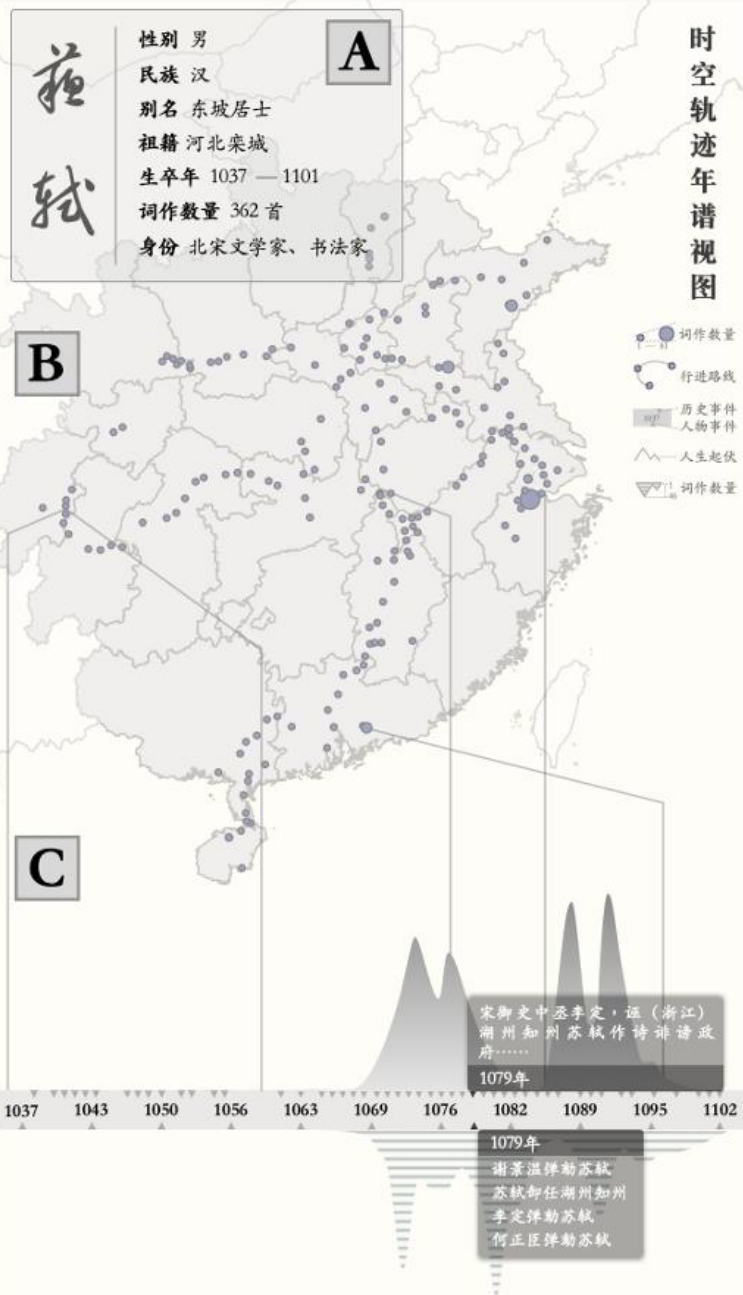 蘇軾
性别 男
民族 汉
别名 东坡居士
祖籍 河北栾城
生卒年 1037 — 1101
词作数量 362 首
身份 北宋文学家、书法家
A
时空轨迹年谱视图
词作数量
行进路线
历史事件
人物事件
人生起伏
词作数量
B
C
宋御史中丞李定,诬(浙江)
湖州知州苏轼作诗诽谤政
府……
1079年
1037 1043 1050 1056 1063 1069 1076 1082 1089 1095 1102
1079年
谢景温弹劾苏轼
苏轼卸任湖州知州
李定弹劾苏轼
何正臣弹劾苏轼